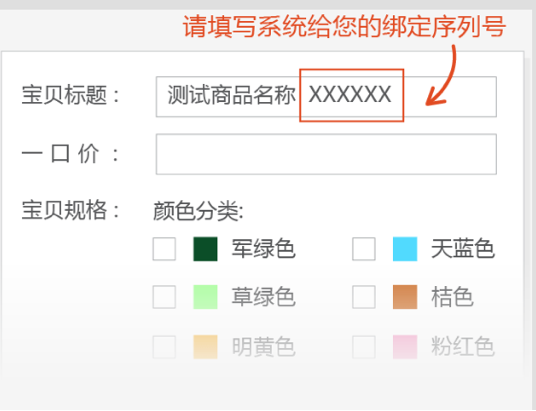 请填写系统给您的绑定序列号
宝贝标题： 测试商品名称 XXXXXX
一口价：
宝贝规格： 颜色分类:
军绿色 天蓝色
草绿色 桔色
明黄色 粉红色